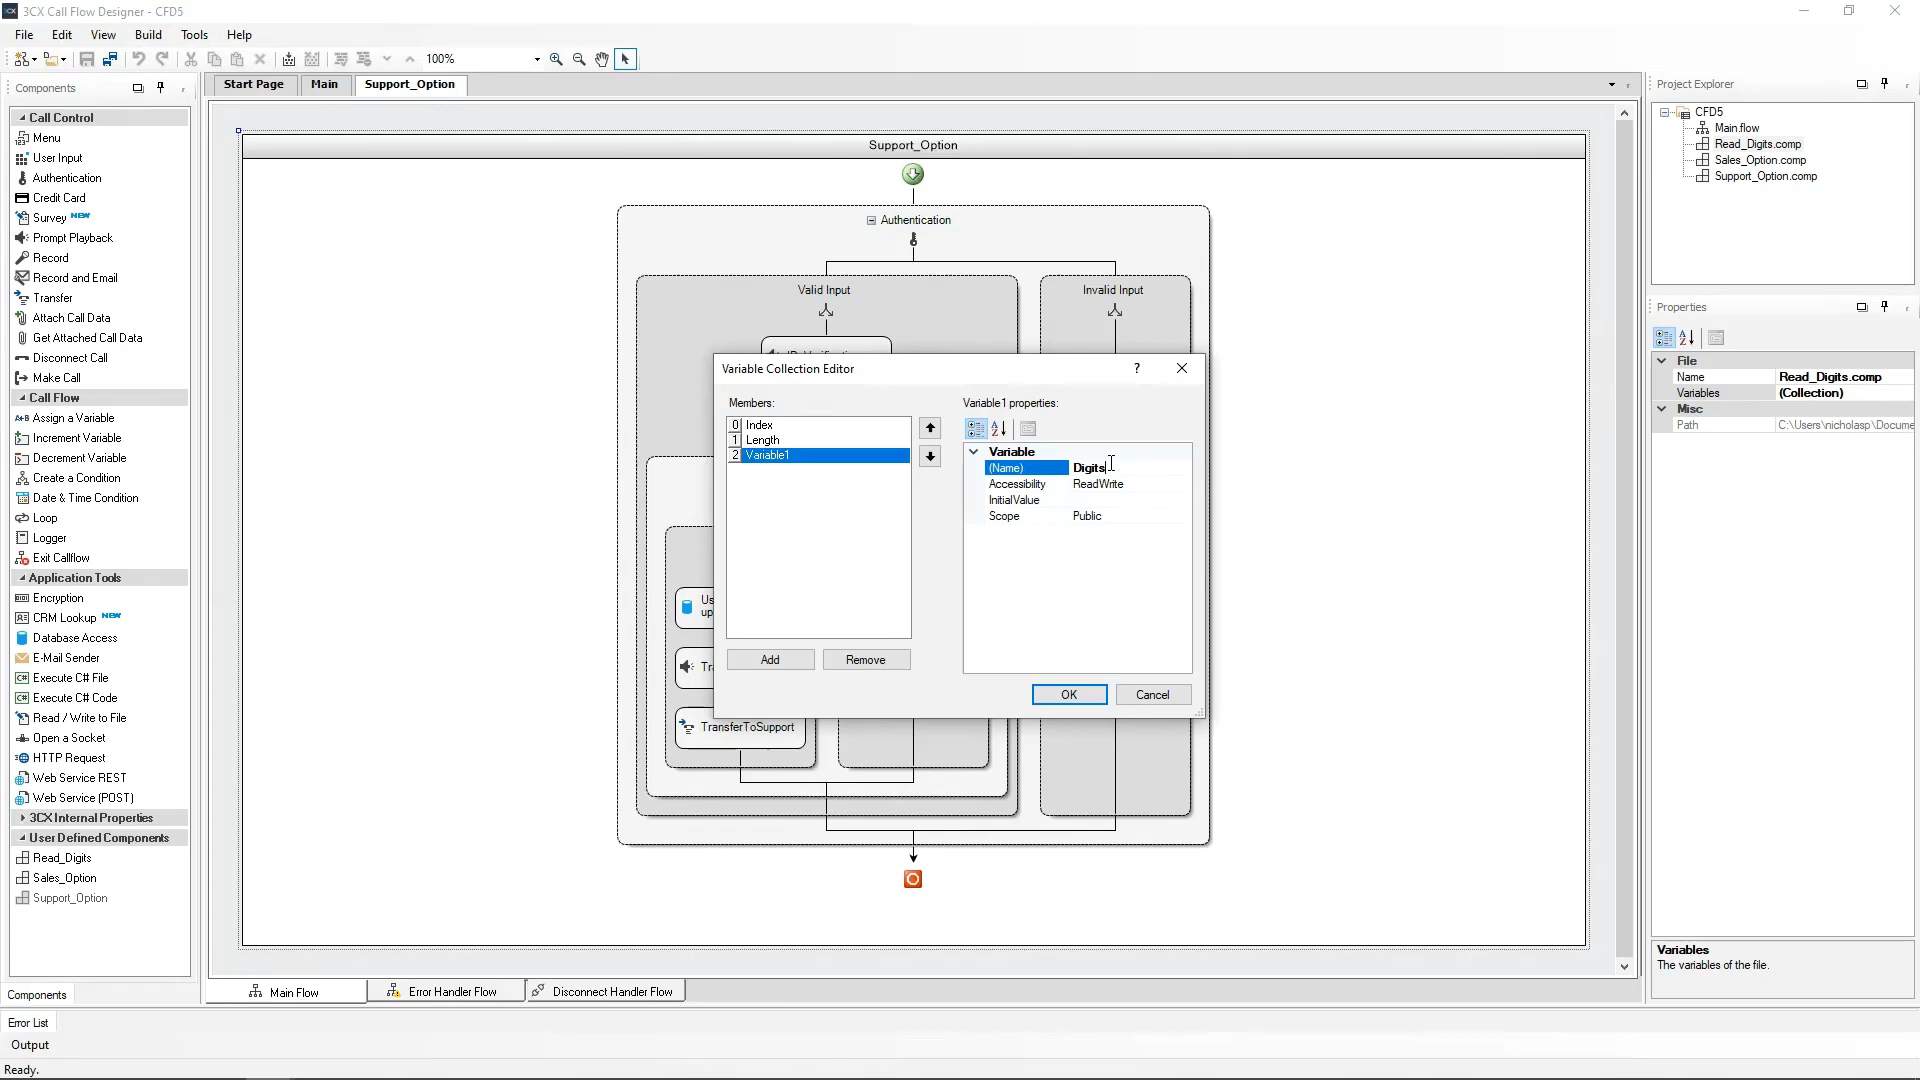 3CX Call Flow Designer - CFD5
File Edit View Build Tools Help
100%
Components
Call Control
Menu
User Input
Authentication
Credit Card
Survey NEW
Prompt Playback
Record
Record and Email
Transfer
Attach Call Data
Get Attached Call Data
Disconnect Call
Make Call
Call Flow
Assign a Variable
Increment Variable
Decrement Variable
Create a Condition
Date & Time Condition
Loop
Logger
Exit Callflow
Application Tools
Encryption
CRM Lookup NEW
Database Access
E-Mail Sender
Execute C# File
Execute C# Code
Read / Write to File
Open a Socket
HTTP Request
Web Service REST
Web Service (POST)
3CX Internal Properties
User Defined Components
Read_Digits
Sales_Option
Support_Option
Components
Start Page Main Support_Option
Support_Option
Authentication
Valid Input
Invalid Input
TransferToSupport
Variable Collection Editor
?
Members:
0 Index
1 Length
2 Variable1
Add Remove
Variable1 properties:
Variable
(Name) Digits
Accessibility ReadWrite
InitialValue
Scope Public
OK Cancel
Main Flow Error Handler Flow Disconnect Handler Flow
Project Explorer
CFD5
Main.flow
Read_Digits.comp
Sales_Option.comp
Support_Option.comp
Properties
File
Name Read_Digits.comp
Variables (Collection)
Misc
Path C:\Users\nicholasp\Docume
Variables
The variables of the file.
Error List
Output
Ready.